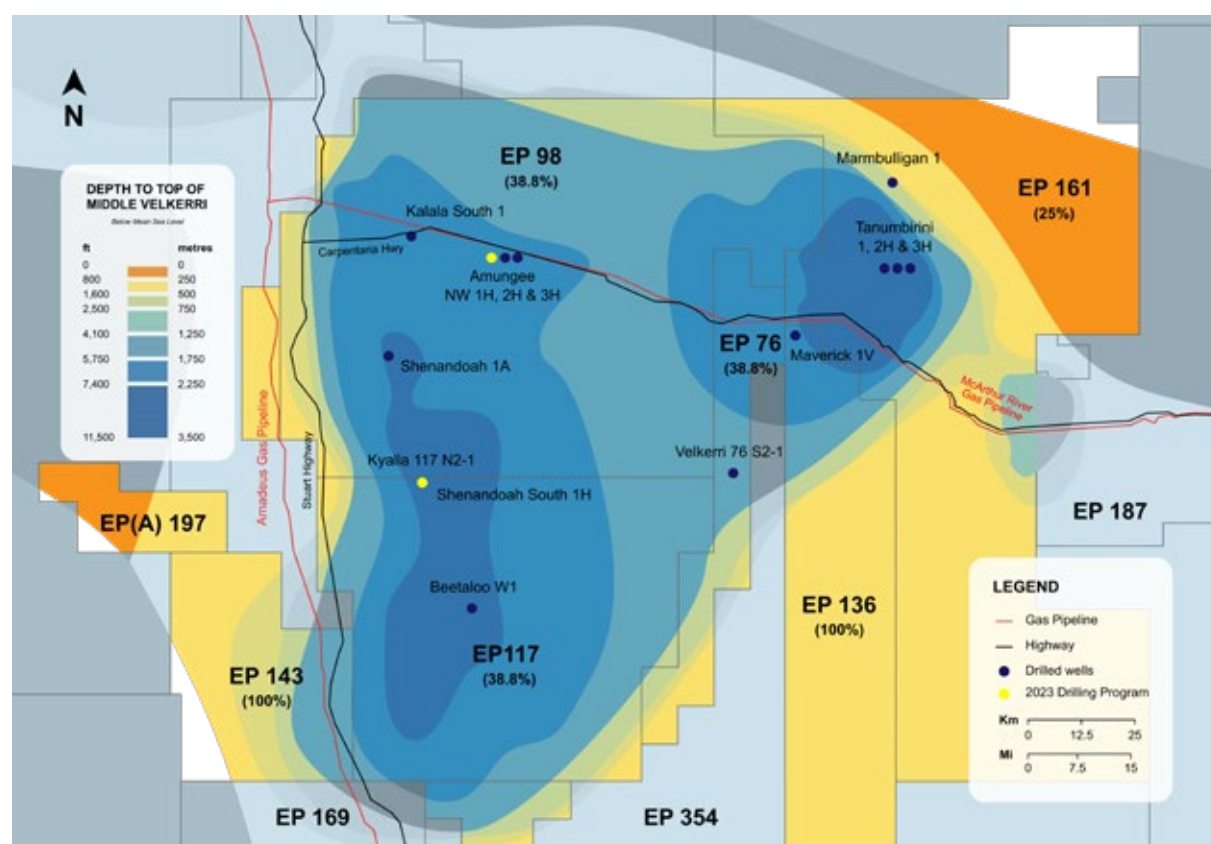 N
DEPTH TO TOP OF
MIDDLE VELKERRI
Below Mean Sea Level
ft metres
0 0
800 250
1,600 500
2,500 750
4,100 1,250
5,750 1,750
7,400 2,250
11,500 3,500
EP 98
(38.8%)
Marmbulligan 1
EP 161
(25%)
Kalala South 1
Tanumbirini
1, 2H & 3H
Carpentaria Hwy
Amungee
NW 1H, 2H & 3H
EP 76
(38.8%)
Maverick 1V
Shenandoah 1A
McArthur River
Gas Pipeline
Amadeus Gas Pipeline
Stuart Highway
Kyalla 117 N2-1
Velkerri 76 S2-1
Shenandoah South 1H
EP(A) 197
EP 187
Beetaloo W1
EP 136
(100%)
EP117
(38.8%)
EP 143
(100%)
EP 169
EP 354
LEGEND
Gas Pipeline
Highway
Drilled wells
2023 Drilling Program
Km
0 12.5 25
Mi
0 7.5 15